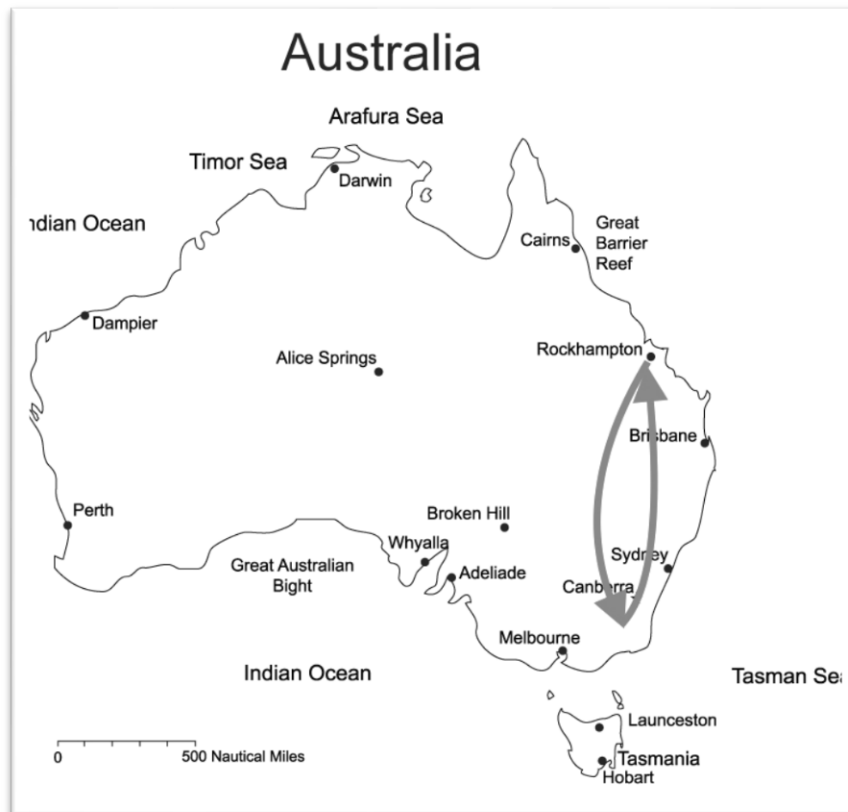 Australia
Arafura Sea
Timor Sea
Darwin
ndian Ocean
Cairns
Great
Barrier
Reef
Dampier
Rockhampton
Alice Springs
Brisbane
Perth
Broken Hill
Whyalla
Sydney
Great Australian
Bight
Adeliade
Canberra
Melbourne
Indian Ocean
Tasman Sea
Launceston
0
500 Nautical Miles
Tasmania
Hobart